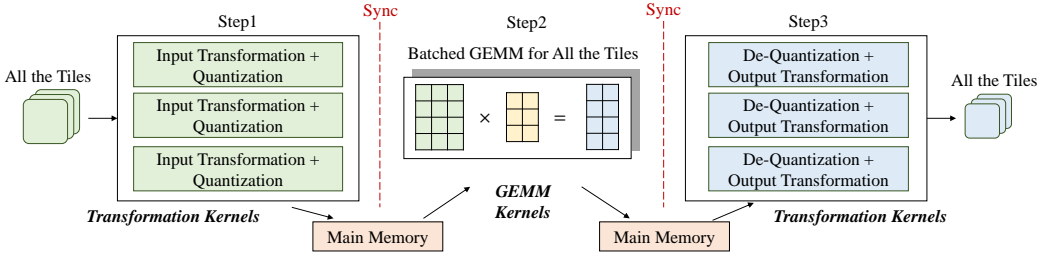 Step1
Sync
Step2
Sync
Step3
All the Tiles
Input Transformation +
Quantization
Input Transformation +
Quantization
Input Transformation +
Quantization
Transformation Kernels
Main Memory
Batched GEMM for All the Tiles
× =
GEMM
Kernels
Main Memory
De-Quantization +
Output Transformation
De-Quantization +
Output Transformation
De-Quantization +
Output Transformation
Transformation Kernels
All the Tiles